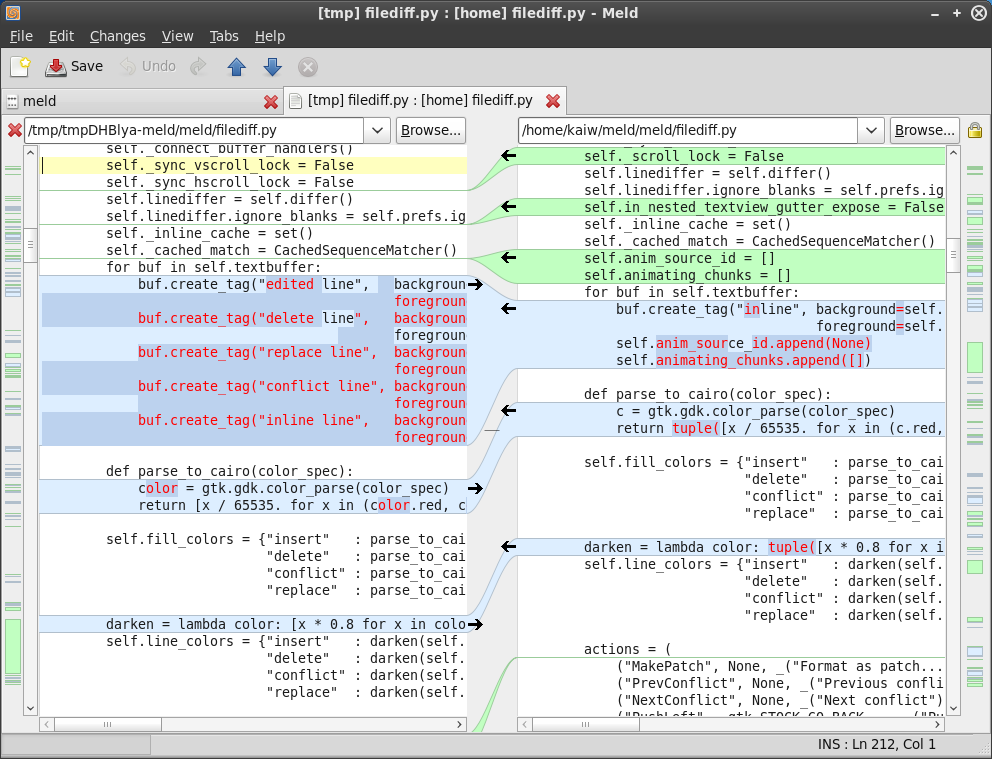 [tmp] filediff.py : [home] filediff.py - Meld
File Edit Changes View Tabs Help
Save Undo
meld
[tmp] filediff.py : [home] filediff.py
/tmp/tmpDHBlya-meld/meld/filediff.py Browse...
/home/kaiw/meld/meld/filediff.py Browse...
self._connect_buffer_handlers()
self._sync_vscroll_lock = False
self._sync_hscroll_lock = False
self.linediffer = self.differ()
self.linediffer.ignore_blanks = self.prefs.ig
self._inline_cache = set()
self._cached_match = CachedSequenceMatcher()
for buf in self.textbuffer:
buf.create_tag("edited line",   backgroun
foregroun
buf.create_tag("delete line",   backgroun
foregroun
buf.create_tag("replace line",  backgroun
foregroun
buf.create_tag("conflict line", backgroun
foregroun
buf.create_tag("inline line",   backgroun
foregroun
def parse_to_cairo(color_spec):
color = gtk.gdk.color_parse(color_spec)
return [x / 65535. for x in (color.red, c
self.fill_colors = {"insert"   : parse_to_cai
"delete"   : parse_to_cai
"conflict" : parse_to_cai
"replace"  : parse_to_cai
darken = lambda color: [x * 0.8 for x in colo
self.line_colors = {"insert"   : darken(self.
"delete"   : darken(self.
"conflict" : darken(self.
"replace"  : darken(self.
self._scroll_lock = False
self.linediffer = self.differ()
self.linediffer.ignore_blanks = self.prefs.ig
self.in_nested_textview_gutter_expose = False
self._inline_cache = set()
self._cached_match = CachedSequenceMatcher()
self.anim_source_id = []
self.animating_chunks = []
for buf in self.textbuffer:
buf.create_tag("inline", background=self.
foreground=self.
self.anim_source_id.append(None)
self.animating_chunks.append([])
def parse_to_cairo(color_spec):
c = gtk.gdk.color_parse(color_spec)
return tuple([x / 65535. for x in (c.red,
self.fill_colors = {"insert"   : parse_to_cai
"delete"   : parse_to_cai
"conflict" : parse_to_cai
"replace"  : parse_to_cai
darken = lambda color: tuple([x * 0.8 for x i
self.line_colors = {"insert"   : darken(self.
"delete"   : darken(self.
"conflict" : darken(self.
"replace"  : darken(self.
actions = (
("MakePatch", None, _("Format as patch...
("PrevConflict", None, _("Previous confli
("NextConflict", None, _("Next conflict")
INS : Ln 212, Col 1